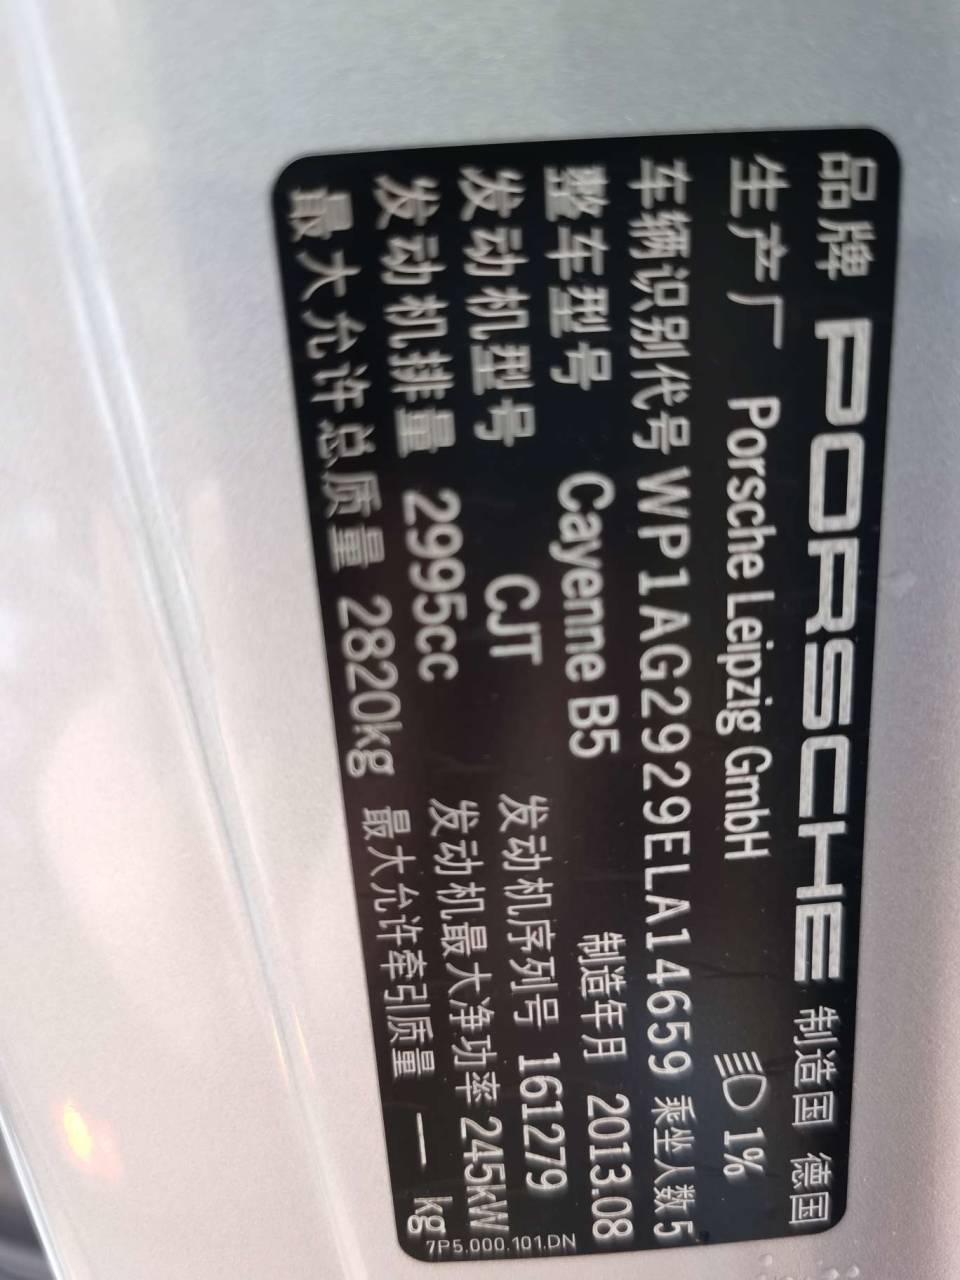 品牌 PORSCHE 制造国 德国
生产厂 Porsche Leipzig GmbH 1%
车辆识别代号 WP1AG2929ELA14659 乘坐人数 5
整车型号 Cayenne B5 制造年月 2013.08
发动机型号 CJT 发动机序列号 161279
发动机排量 2995cc 发动机最大净功率 245kW
最大允许总质量 2820kg 最大允许牵引质量 — kg
7P5.000.101.DN